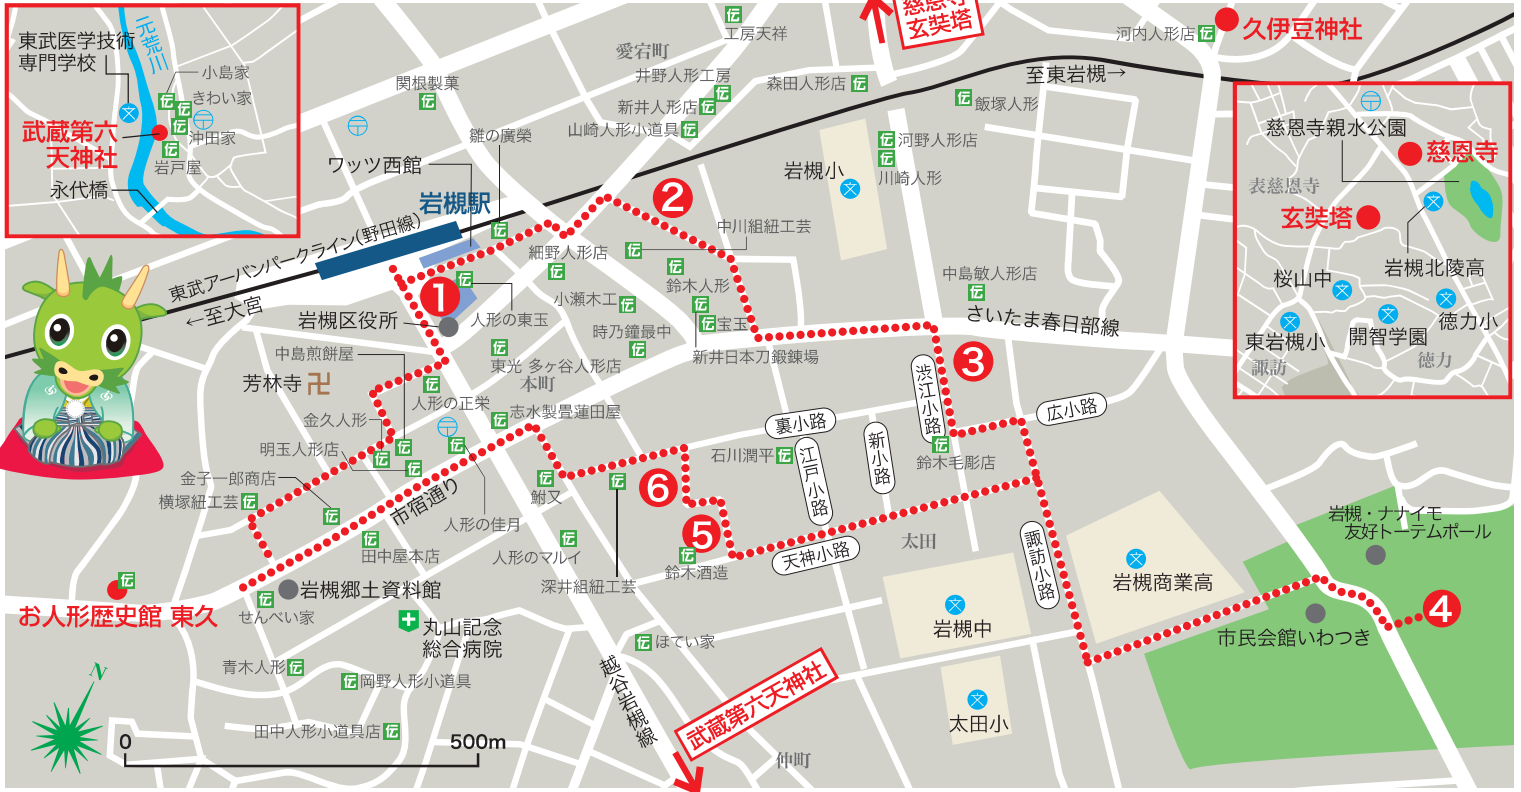 元荒川
東武医学技術
専門学校
小島家
きわい家
武蔵第六
天神社
沖田家
岩戸屋
永代橋
慈恩寺
玄奘塔
工房天祥
愛宕町
井野人形工房
関根製菓
新井人形店
山崎人形小道具
森田人形店
河内人形店
久伊豆神社
至東岩槻→
飯塚人形
雛の廣榮
ワッツ西館
岩槻駅
岩槻小
河野人形店
川崎人形
慈恩寺親水公園
慈恩寺
表慈恩寺
玄奘塔
岩槻北陵高
桜山中
徳力小
東岩槻小
開智学園
諏訪
徳力
2
中川組紐工芸
東武アーバンパークライン(野田線)
←至大宮
細野人形店
鈴木人形
小瀬木工
宝玉
時乃鐘最中
新井日本刀鍛錬場
中島敏人形店
さいたま春日部線
1
人形の東玉
岩槻区役所
中島煎餅屋
芳林寺
東光 多ヶ谷人形店
本町
人形の正栄
金久人形
志水製畳蓮田屋
明玉人形店
金子一郎商店
横塚組工芸
市宿通り
人形の佳月
田中屋本店
鮒又
人形のマルイ
深井組紐工芸
3
渋江小路
裏小路
広小路
新小路
江戸小路
石川潤平
鈴木毛彫店
6
5
鈴木酒造
天神小路
太田
諏訪小路
岩槻商業高
岩槻・ナナイモ
友好トーテムポール
4
市民会館いわつき
岩槻中
太田小
お人形歴史館 東久
岩槻郷土資料館
せんべい家
丸山記念
総合病院
青木人形
岡野人形小道具
田中人形小道具店
ほてい家
越谷岩槻線
武蔵第六天神社
仲町
N
0
500m